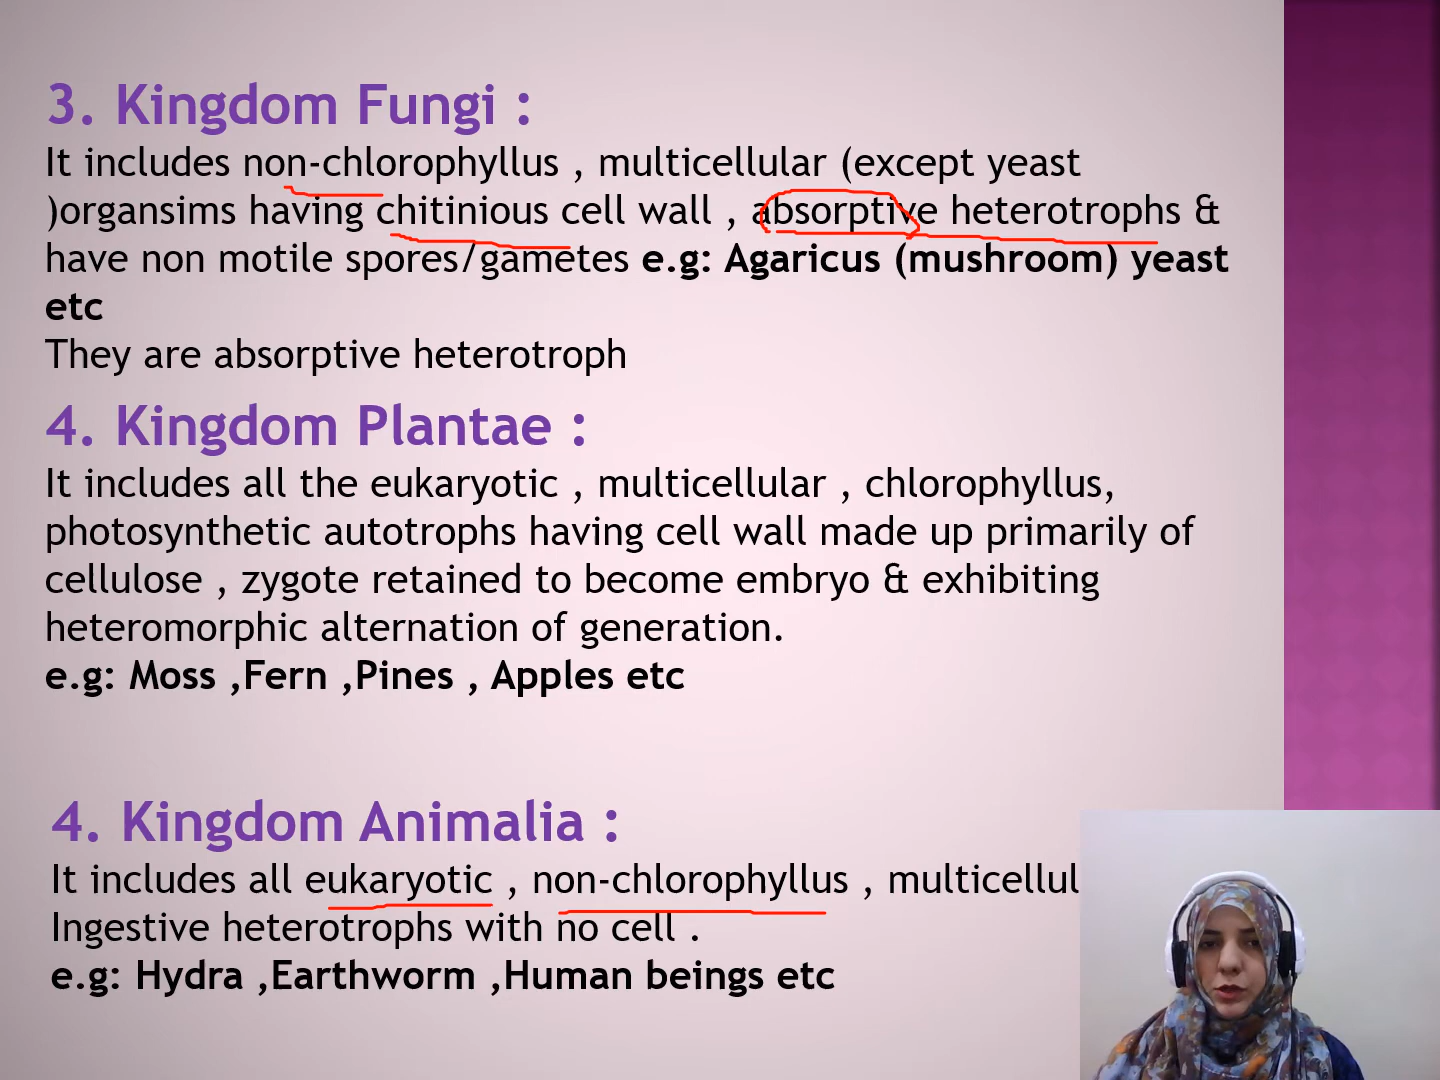 3. Kingdom Fungi :
It includes non-chlorophyllus , multicellular (except yeast
)organsims having chitinious cell wall , absorptive heterotrophs &
have non motile spores/gametes e.g: Agaricus (mushroom) yeast
etc
They are absorptive heterotroph
4. Kingdom Plantae :
It includes all the eukaryotic , multicellular , chlorophyllus,
photosynthetic autotrophs having cell wall made up primarily of
cellulose , zygote retained to become embryo & exhibiting
heteromorphic alternation of generation.
e.g: Moss ,Fern ,Pines , Apples etc
4. Kingdom Animalia :
It includes all eukaryotic , non-chlorophyllus , multicellul
Ingestive heterotrophs with no cell .
e.g: Hydra ,Earthworm ,Human beings etc